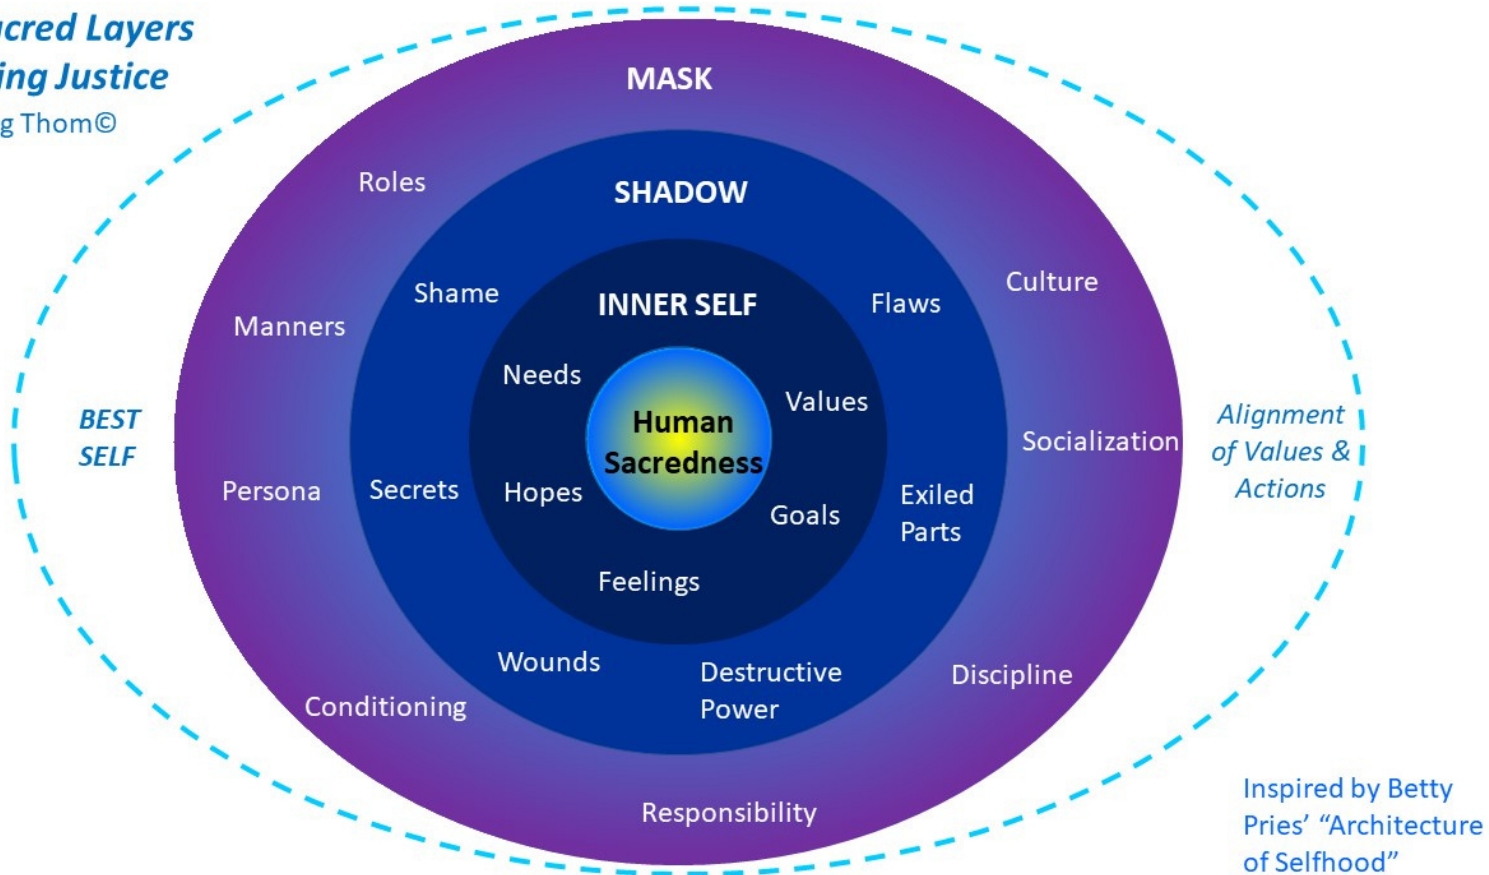 Layers
Justice
Thom©
MASK
Roles
SHADOW
Culture
Shame
INNER SELF
Flaws
Manners
Needs
Values
Human
Sacredness
BEST
SELF
Alignment
of Values &
Actions
Socialization
Persona
Secrets
Hopes
Goals
Exiled
Parts
Feelings
Wounds
Destructive
Power
Discipline
Conditioning
Responsibility
Inspired by Betty
Pries’ “Architecture
of Selfhood”